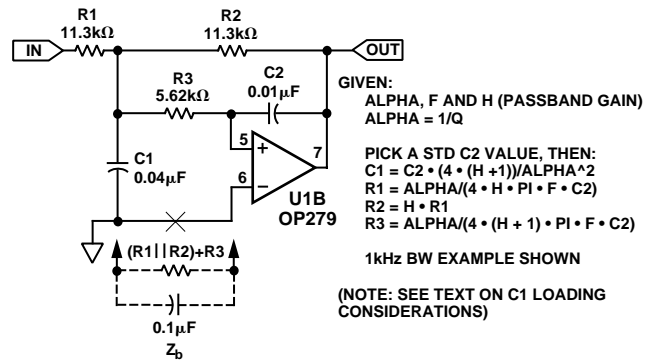 R1
11.3kΩ
R2
11.3kΩ
IN
OUT
R3
5.62kΩ
C2
0.01µF
C1
0.04µF
5
+
6
−
7
U1B
OP279
(R1||R2)+R3
0.1µF
Zb
GIVEN:
ALPHA, F AND H (PASSBAND GAIN)
ALPHA = 1/Q
PICK A STD C2 VALUE, THEN:
C1 = C2 • (4 • (H +1))/ALPHA^2
R1 = ALPHA/(4 • H • PI • F • C2)
R2 = H • R1
R3 = ALPHA/(4 • (H + 1) • PI • F • C2)
1kHz BW EXAMPLE SHOWN
(NOTE: SEE TEXT ON C1 LOADING
CONSIDERATIONS)